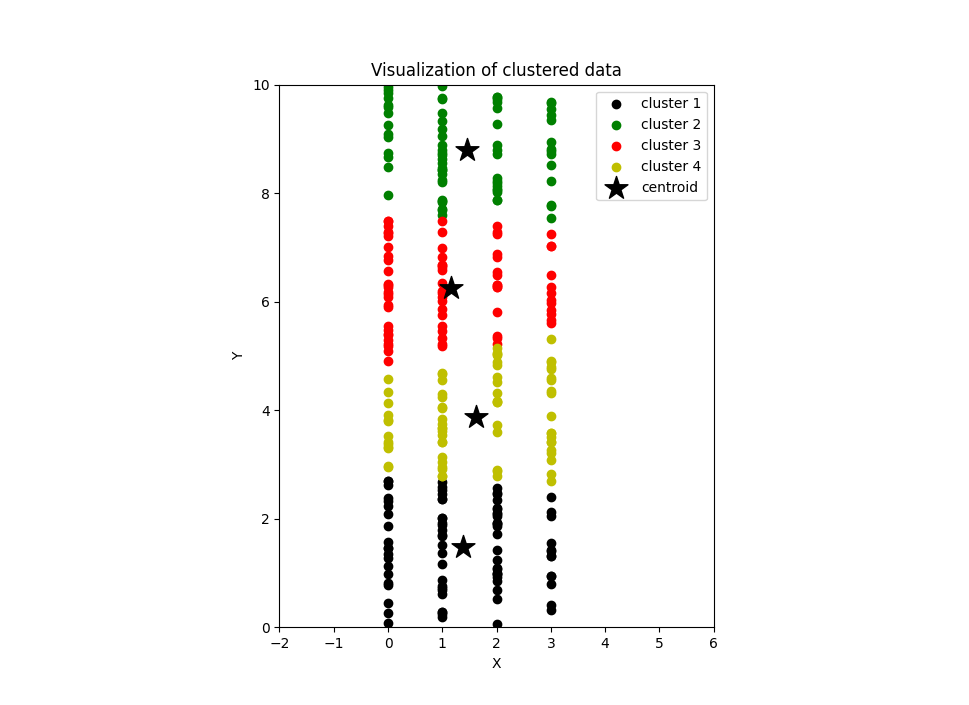 Visualization of clustered data
10
8
6
4
2
0
Y
−2 −1 0 1 2 3 4 5 6
X
cluster 1
cluster 2
cluster 3
cluster 4
centroid